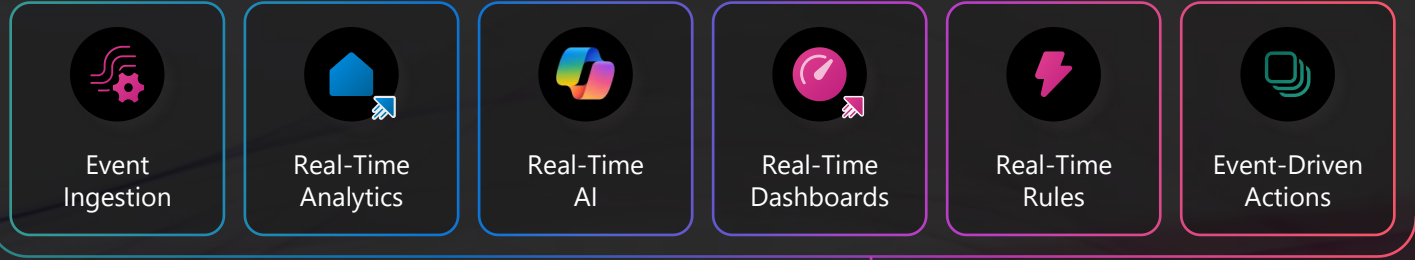 Event
Ingestion
Real-Time
Analytics
Real-Time
AI
Real-Time
Dashboards
Real-Time
Rules
Event-Driven
Actions